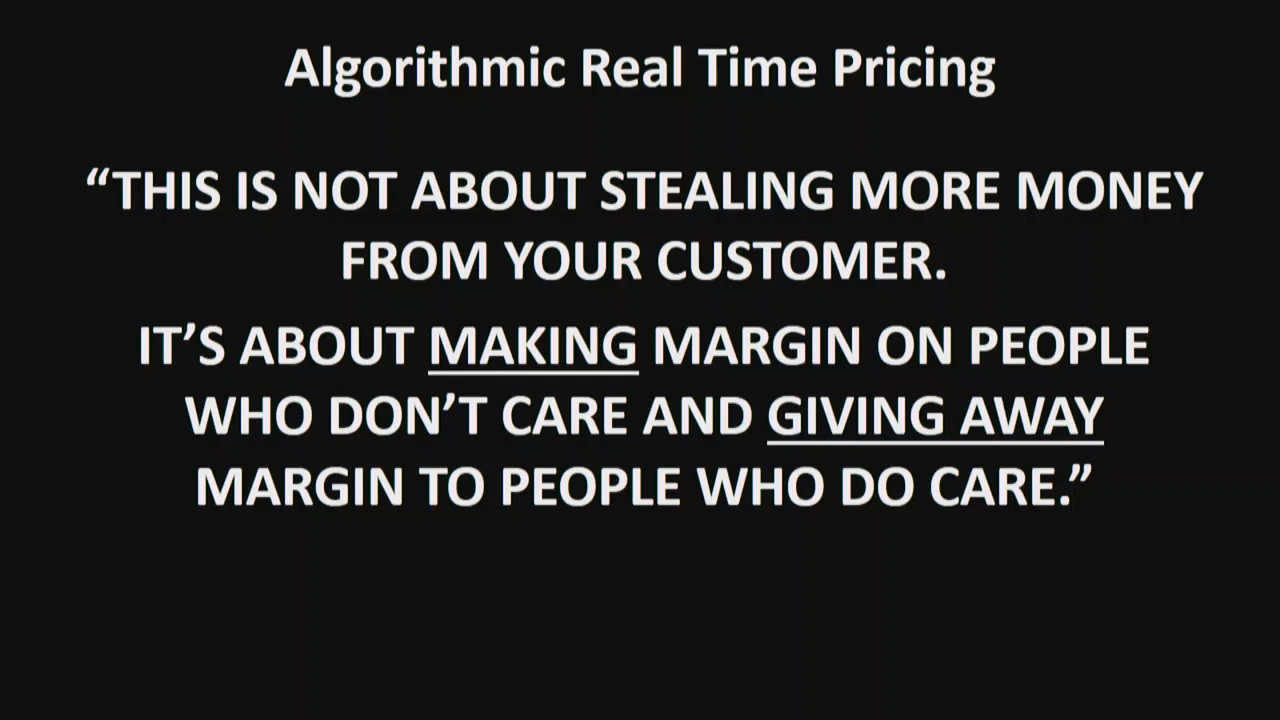 Algorithmic Real Time Pricing
“THIS IS NOT ABOUT STEALING MORE MONEY
FROM YOUR CUSTOMER.
IT’S ABOUT MAKING MARGIN ON PEOPLE
WHO DON’T CARE AND GIVING AWAY
MARGIN TO PEOPLE WHO DO CARE.”